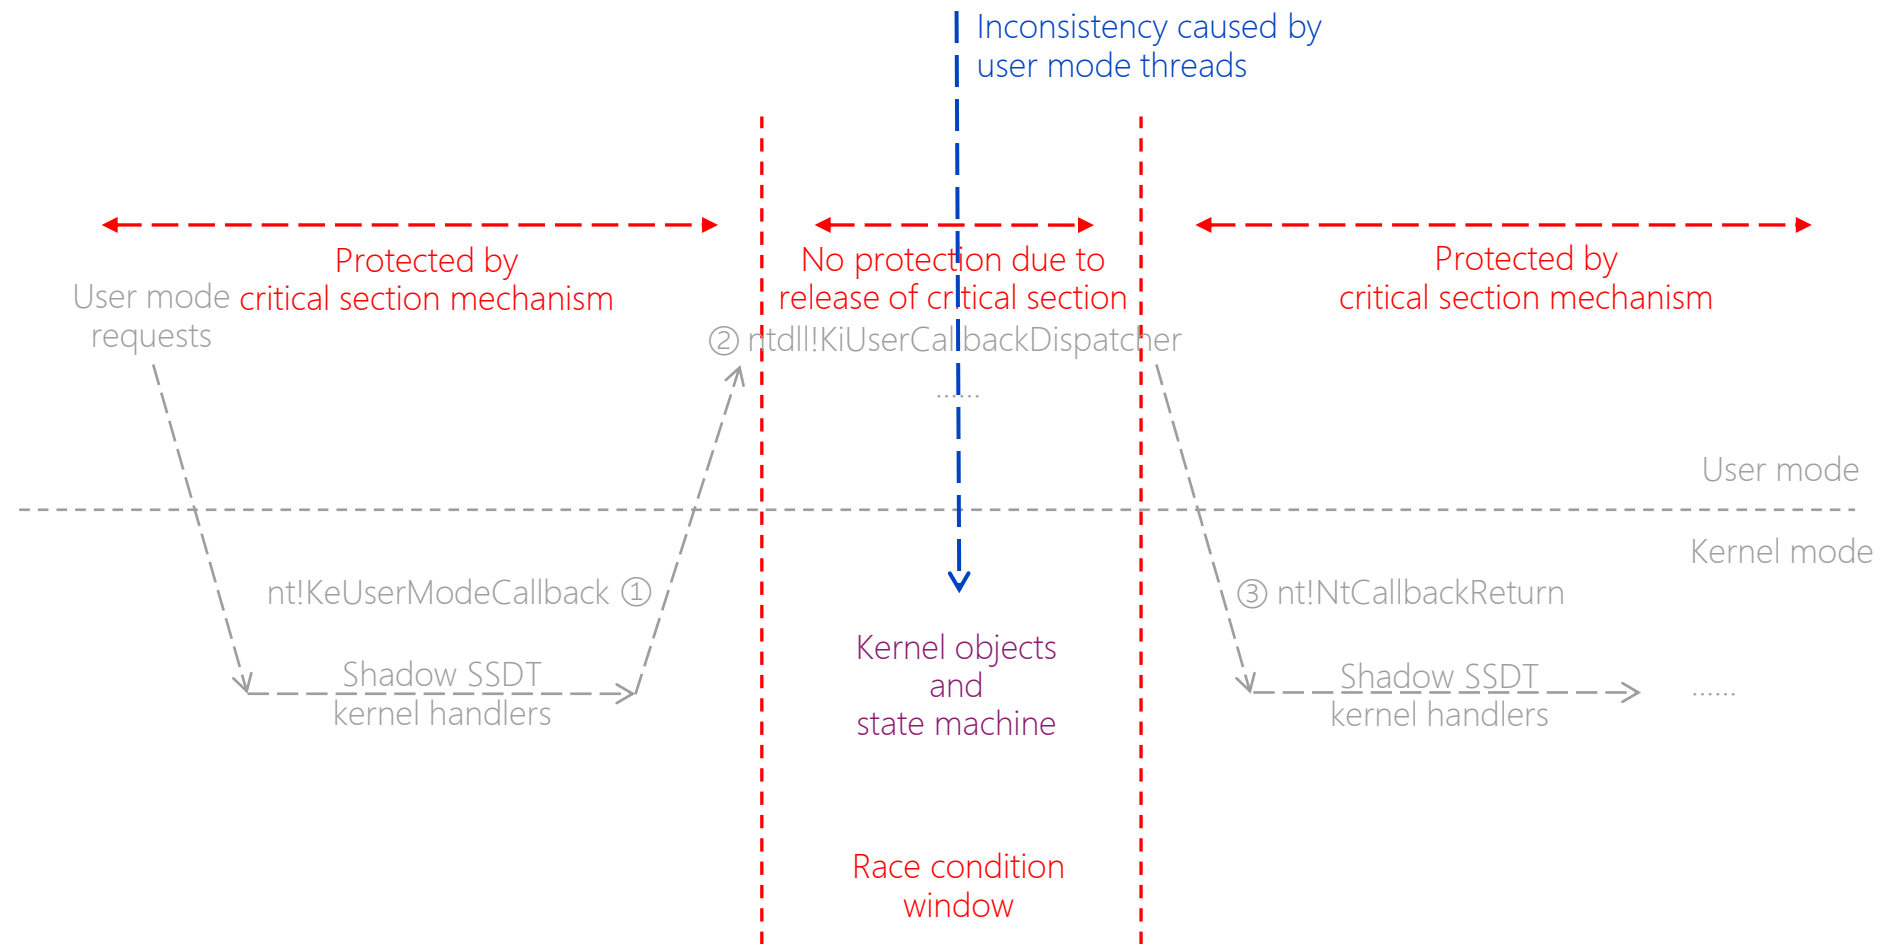 Inconsistency caused by
user mode threads
Protected by
critical section mechanism
No protection due to
release of critical section
Protected by
critical section mechanism
User mode
requests
② ntdll!KiUserCallbackDispatcher
......
User mode
Kernel mode
nt!KeUserModeCallback ①
③ nt!NtCallbackReturn
Shadow SSDT
kernel handlers
Kernel objects
and
state machine
Shadow SSDT
kernel handlers
......
Race condition
window